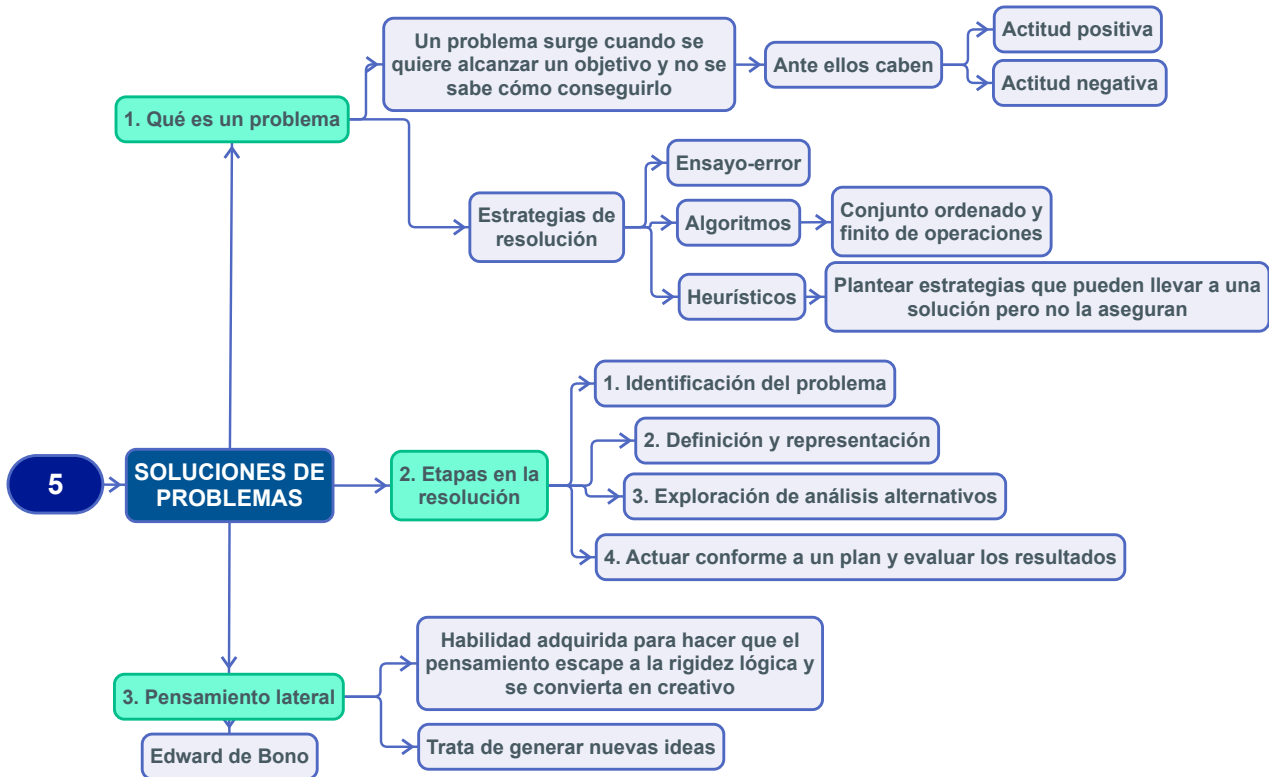 Un problema surge cuando se
quiere alcanzar un objetivo y no se
sabe cómo conseguirlo
Ante ellos caben
Actitud positiva
Actitud negativa
1. Qué es un problema
Estrategias de
resolución
Ensayo-error
Algoritmos
Conjunto ordenado y
finito de operaciones
Heurísticos
Plantear estrategias que pueden llevar a una
solución pero no la aseguran
5
SOLUCIONES DE
PROBLEMAS
2. Etapas en la
resolución
1. Identificación del problema
2. Definición y representación
3. Exploración de análisis alternativos
4. Actuar conforme a un plan y evaluar los resultados
3. Pensamiento lateral
Habilidad adquirida para hacer que el
pensamiento escape a la rigidez lógica y
se convierta en creativo
Trata de generar nuevas ideas
Edward de Bono